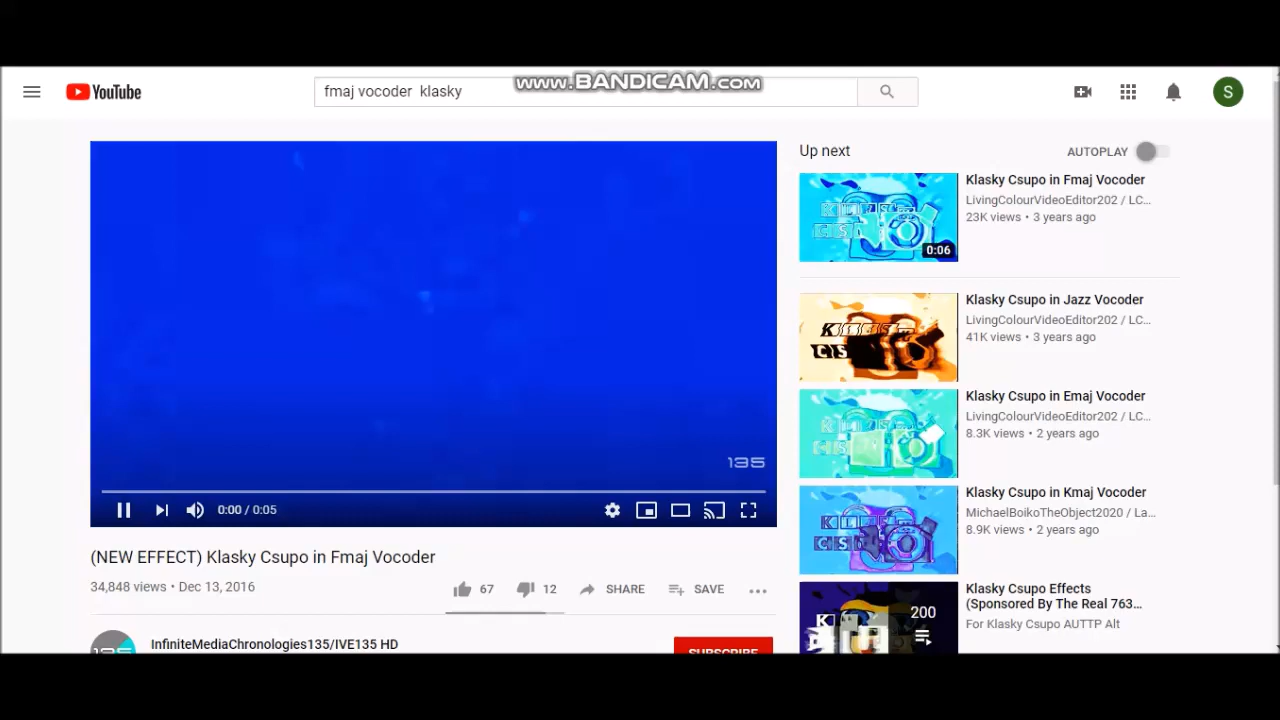 www.BANDICAM.com
YouTube
fmaj vocoder  klasky
S
135
0:00 / 0:05
(NEW EFFECT) Klasky Csupo in Fmaj Vocoder
34,848 views • Dec 13, 2016
67
12
SHARE
SAVE
135
InfiniteMediaChronologies135/IVE135 HD
SUBSCRIBE
Up next
AUTOPLAY
0:06
Klasky Csupo in Fmaj Vocoder
LivingColourVideoEditor202 / LC...
23K views • 3 years ago
Klasky Csupo in Jazz Vocoder
LivingColourVideoEditor202 / LC...
41K views • 3 years ago
Klasky Csupo in Emaj Vocoder
LivingColourVideoEditor202 / LC...
8.3K views • 2 years ago
Klasky Csupo in Kmaj Vocoder
MichaelBoikoTheObject2020 / La...
8.9K views • 2 years ago
200
Klasky Csupo Effects
(Sponsored By The Real 763...
For Klasky Csupo AUTTP Alt